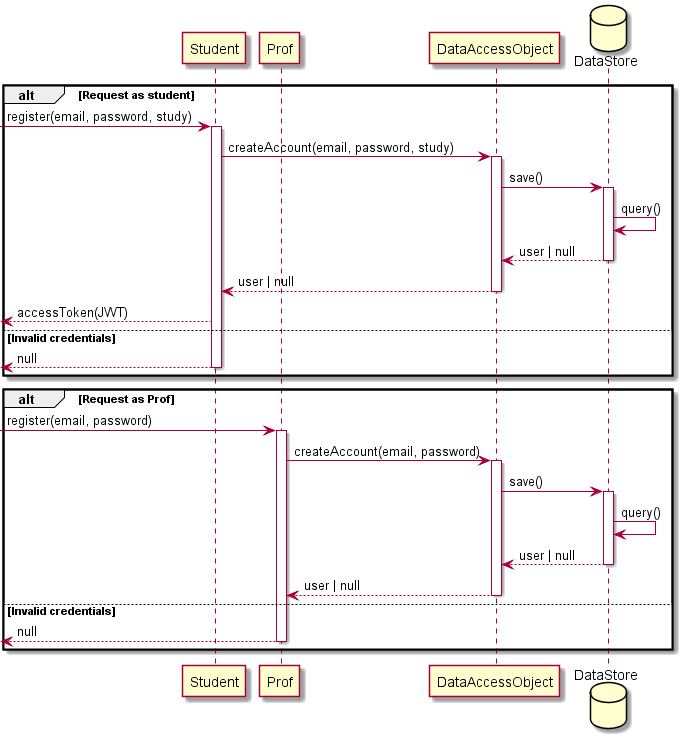 Student
Prof
DataAccessObject
DataStore
alt
[Request as student]
register(email, password, study)
createAccount(email, password, study)
save()
query()
user | null
user | null
accessToken(JWT)
[Invalid credentials]
null
alt
[Request as Prof]
register(email, password)
createAccount(email, password)
save()
query()
user | null
user | null
[Invalid credentials]
null
Student
Prof
DataAccessObject
DataStore